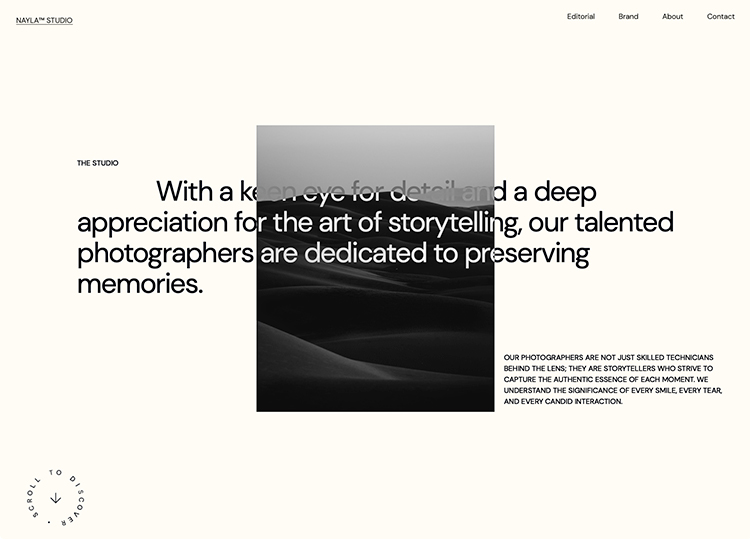 NAYLA™ STUDIO
Editorial
Brand
About
Contact
THE STUDIO
With a keen eye for detail and a deep
appreciation for the art of storytelling, our talented
photographers are dedicated to preserving
memories.
OUR PHOTOGRAPHERS ARE NOT JUST SKILLED TECHNICIANS
BEHIND THE LENS; THEY ARE STORYTELLERS WHO STRIVE TO
CAPTURE THE AUTHENTIC ESSENCE OF EACH MOMENT. WE
UNDERSTAND THE SIGNIFICANCE OF EVERY SMILE, EVERY TEAR,
AND EVERY CANDID INTERACTION.
SCROLL TO DISCOVER •